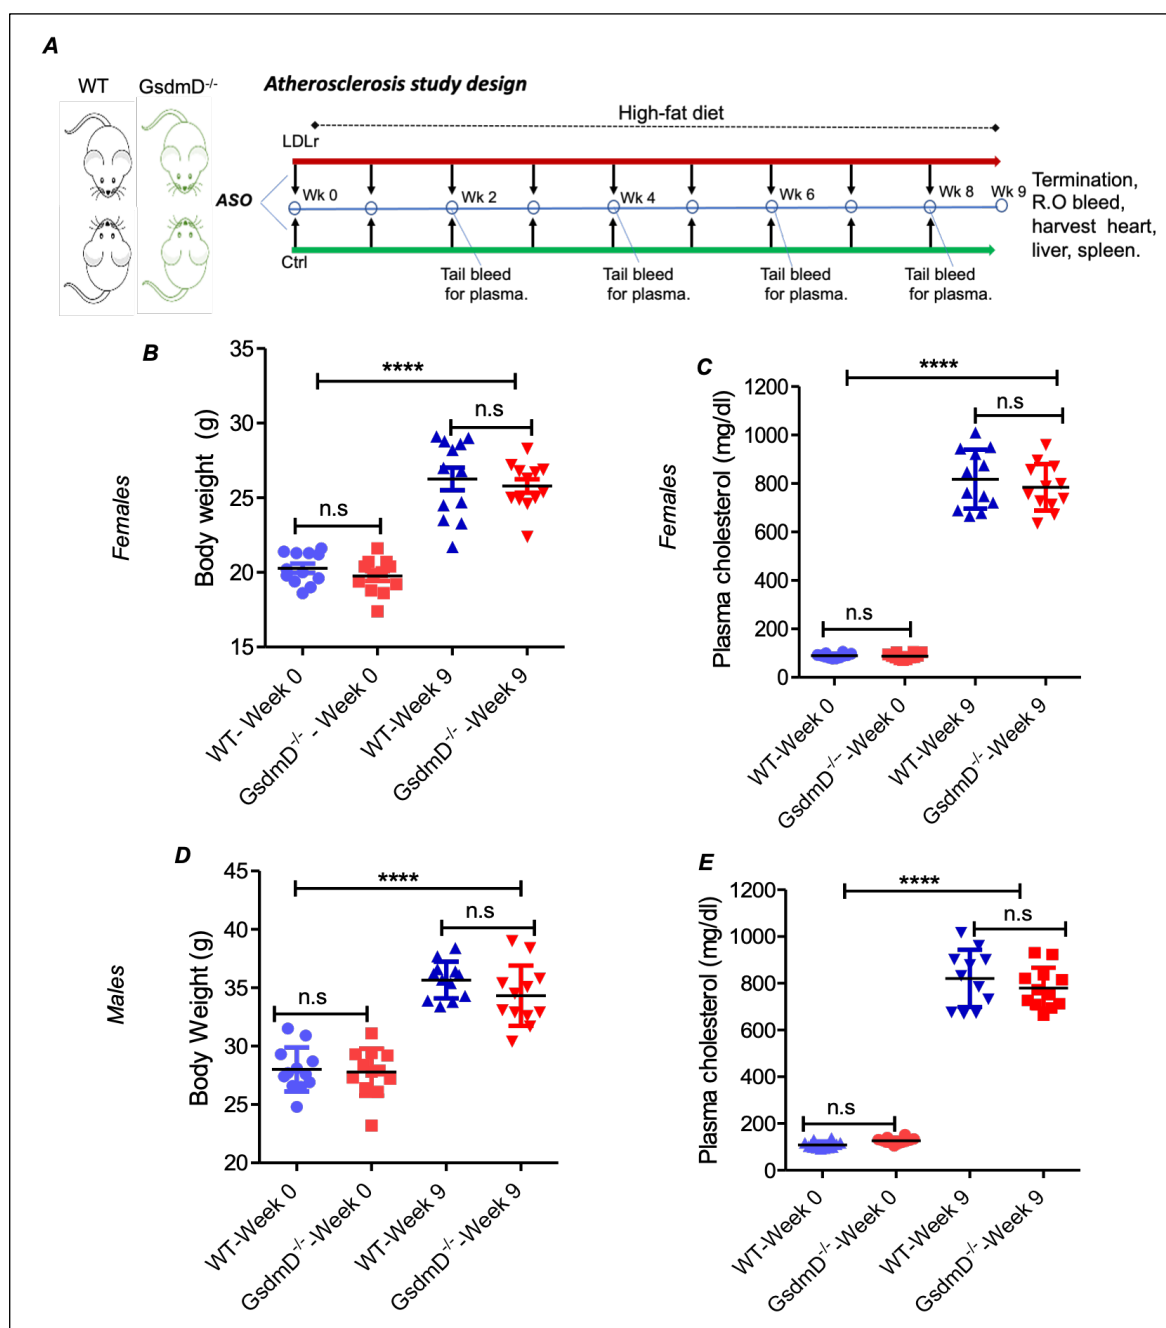 A
WT GsdmD-/-
Atherosclerosis study design
High-fat diet
LDLr
ASO
Wk 0 Wk 2 Wk 4 Wk 6 Wk 8 Wk 9
Ctrl
Tail bleed
for plasma.
Tail bleed
for plasma.
Tail bleed
for plasma.
Tail bleed
for plasma.
Termination,
R.O bleed,
harvest heart,
liver, spleen.
B
Females
Body weight (g)
35
30
25
20
15
****
n.s
n.s
WT- Week 0
GsdmD-/- - Week 0
WT-Week 9
GsdmD-/- -Week 9
C
Females
Plasma cholesterol (mg/dl)
1200
1000
800
600
400
200
0
****
n.s
n.s
WT-Week 0
GsdmD-/--Week 0
WT-Week 9
GsdmD-/--Week 9
D
Males
Body Weight (g)
45
40
35
30
25
20
****
n.s
n.s
WT-Week 0
GsdmD-/--Week 0
WT-Week 9
GsdmD-/--Week 9
E
Plasma cholesterol (mg/dl)
1200
1000
800
600
400
200
0
****
n.s
n.s
WT-Week 0
GsdmD-/--Week 0
WT-Week 9
GsdmD-/--Week 9